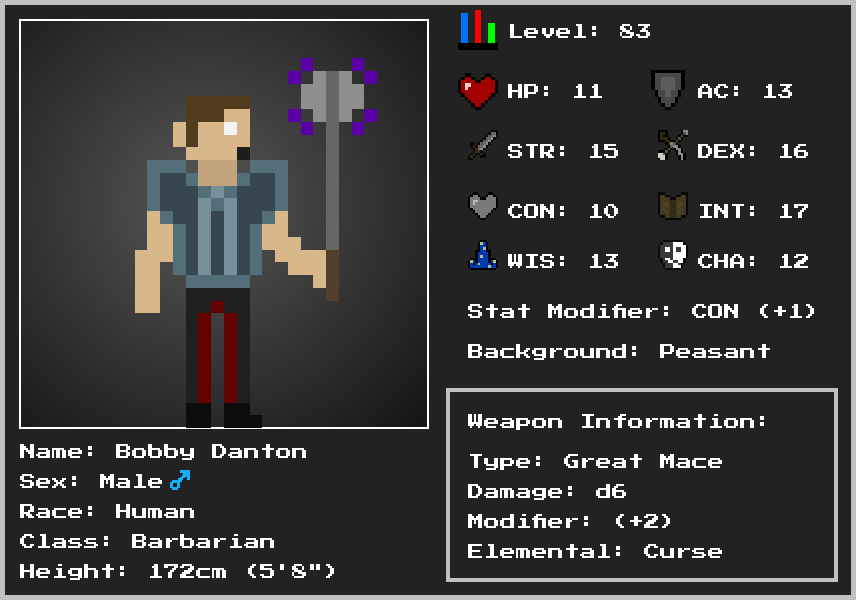 Level: 83
HP: 11 AC: 13
STR: 15 DEX: 16
CON: 10 INT: 17
WIS: 13 CHA: 12
Stat Modifier: CON (+1)
Background: Peasant
Weapon Information:
Type: Great Mace
Damage: d6
Modifier: (+2)
Elemental: Curse
Name: Bobby Danton
Sex: Male♂
Race: Human
Class: Barbarian
Height: 172cm (5'8")